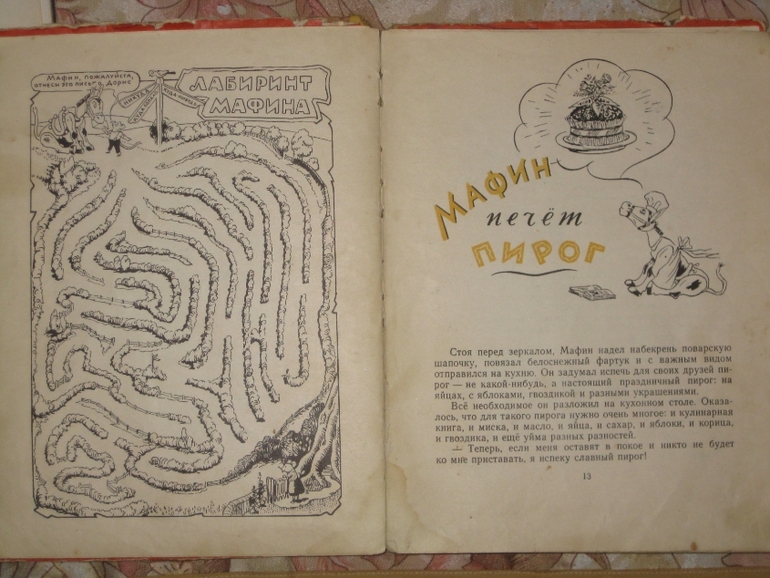 Мафин, пожалуйста,
отнеси это письмо Дорис
ЛАБИРИНТ
МАФИНА
МАФИН
печёт
ПИРОГ
Стоя перед зеркалом, Мафин надел набекрень поварскую
шапочку, повязал белоснежный фартук и с важным видом
отправился на кухню. Он задумал испечь для своих друзей пи-
рог — не какой-нибудь, а настоящий праздничный пирог: на
яйцах, с яблоками, гвоздикой и разными украшениями.
Всё необходимое он разложил на кухонном столе. Оказа-
лось, что для такого пирога нужно очень многое: и кулинарная
книга, и миска, и масло, и яйца, и сахар, и яблоки, и корица,
и гвоздика, и ещё уйма разных разностей.
— Теперь, если меня оставят в покое и никто не будет
ко мне приставать, я испеку славный пирог!
13